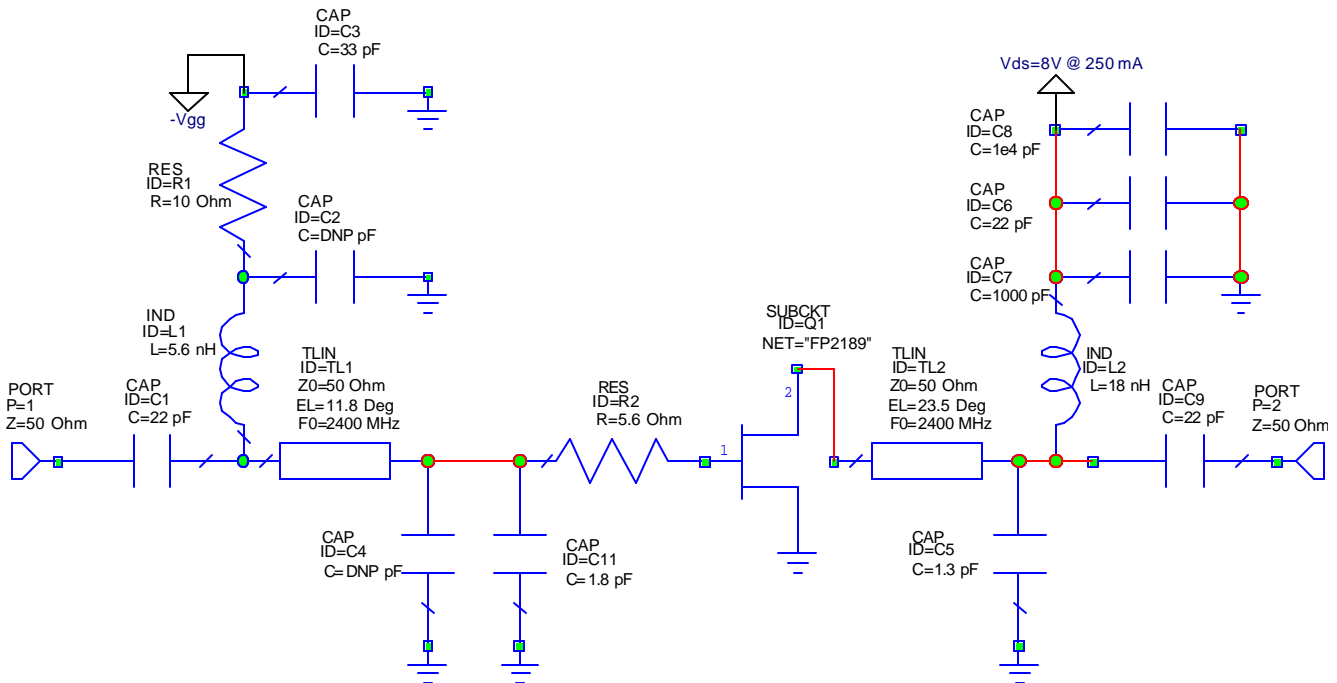 CAP
ID=C3
C=33 pF
-Vgg
RES
ID=R1
R=10 Ohm
CAP
ID=C2
C=DNP pF
IND
ID=L1
L=5.6 nH
PORT
P=1
Z=50 Ohm
CAP
ID=C1
C=22 pF
TLIN
ID=TL1
Z0=50 Ohm
EL=11.8 Deg
F0=2400 MHz
CAP
ID=C4
C=DNP pF
CAP
ID=C11
C=1.8 pF
RES
ID=R2
R=5.6 Ohm
SUBCKT
ID=Q1
NET="FP2189"
1
2
TLIN
ID=TL2
Z0=50 Ohm
EL=23.5 Deg
F0=2400 MHz
CAP
ID=C5
C=1.3 pF
Vds=8V @ 250 mA
CAP
ID=C8
C=1e4 pF
CAP
ID=C6
C=22 pF
CAP
ID=C7
C=1000 pF
IND
ID=L2
L=18 nH
CAP
ID=C9
C=22 pF
PORT
P=2
Z=50 Ohm